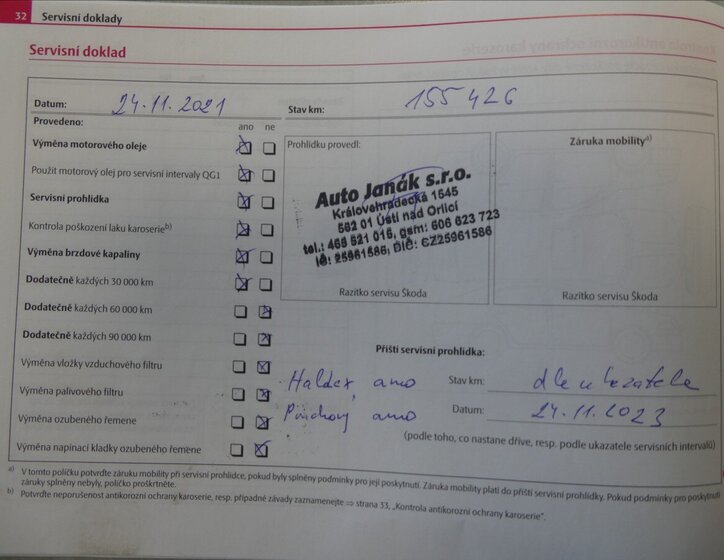 32 Servisní doklady
Servisní doklad
Datum: 24.11.2021 Stav km: 155 426
Provedeno: ano ne
Výměna motorového oleje
Použit motorový olej pro servisní intervaly QG1
Servisní prohlídka
Kontrola poškození laku karoserie b)
Výměna brzdové kapaliny
Dodatečně každých 30 000 km
Dodatečně každých 60 000 km
Dodatečně každých 90 000 km
Výměna vložky vzduchového filtru
Výměna palivového filtru
Výměna ozubeného řemene
Výměna napínací kladky ozubeného řemene
Prohlídku provedl:
Auto Janák s.r.o.
Královehradecká 1545
562 01 Ústí nad Orlicí
tel.: 465 521 015, gsm: 606 623 723
IČ: 25961586, DIČ: CZ25961586
Razítko servisu Škoda
Záruka mobility a)
Razítko servisu Škoda
Haldex ano
ano
Příští servisní prohlídka:
Stav km: dle ukazatele
Datum: 24.11.2023
(podle toho, co nastane dříve, resp. podle ukazatele servisních intervalů)
a) V tomto políčku potvrďte záruku mobility při servisní prohlídce, pokud byly splněny podmínky pro její poskytnutí. Záruka mobility platí do příští servisní prohlídky. Pokud podmínky pro poskytnutí
záruky splněny nebyly, políčko proškrtněte.
b) Potvrďte neporušenost antikorozní ochrany karoserie, resp. případné závady zaznamenejte ⇒ strana 33, „Kontrola antikorozní ochrany karoserie“.